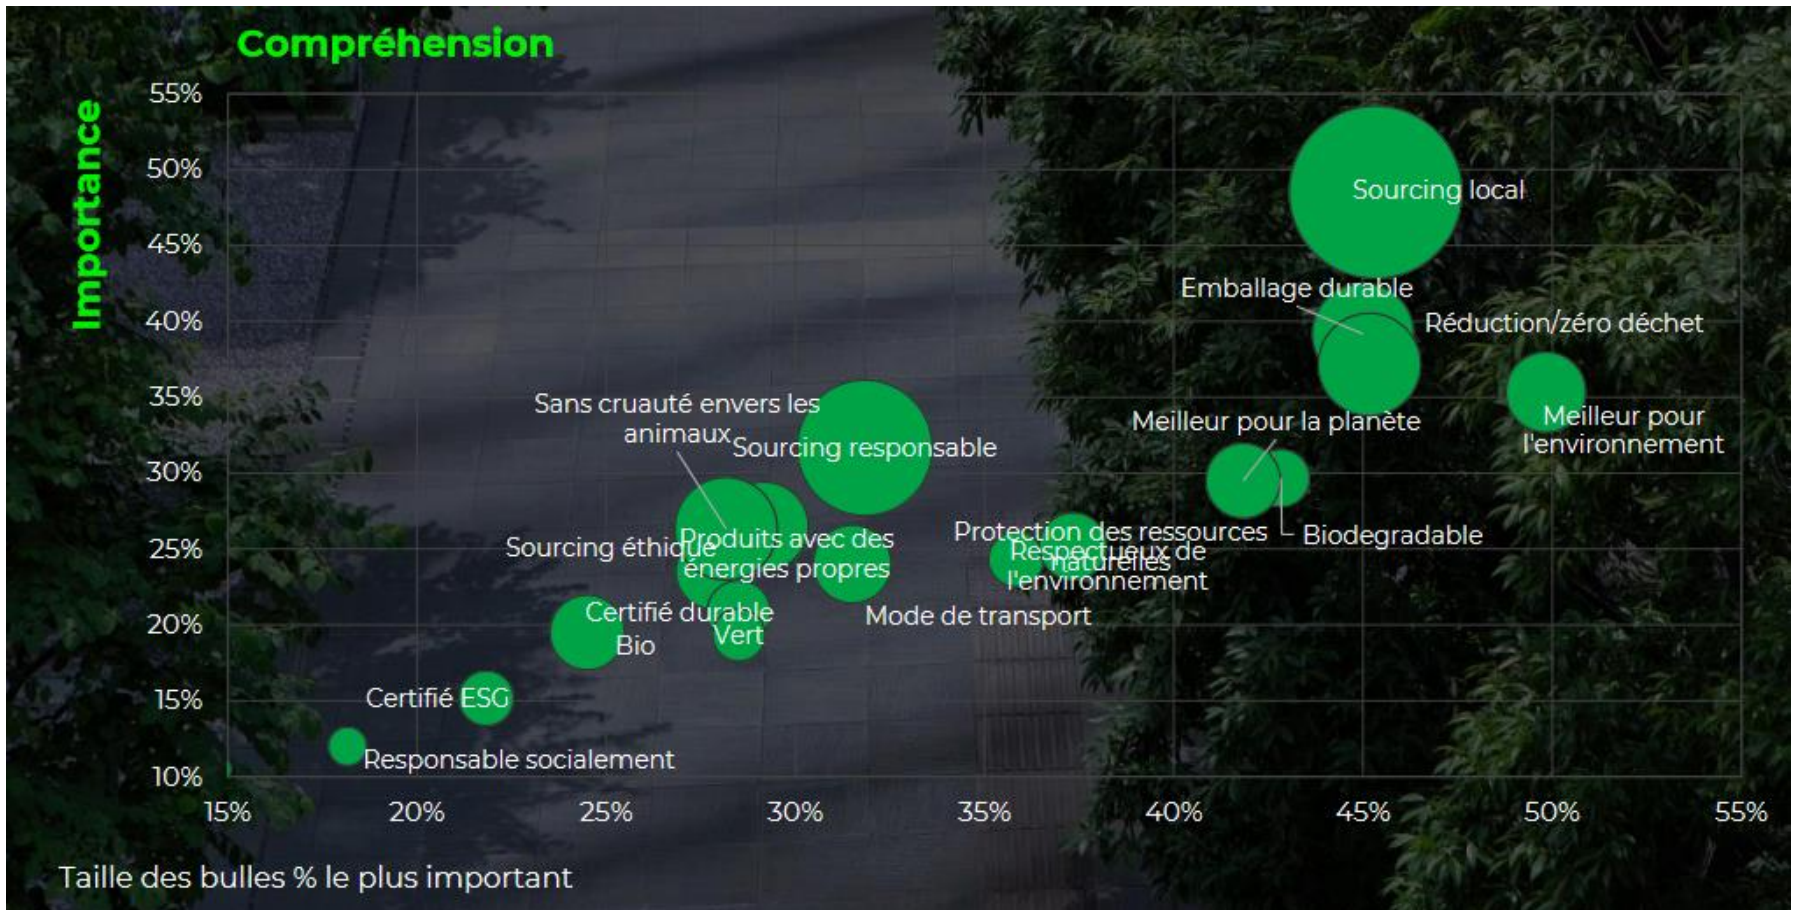 Compréhension
Importance
55%
50%
45%
40%
35%
30%
25%
20%
15%
10%
Sourcing local
Emballage durable
Réduction/zéro déchet
Sans cruauté envers les
animaux
Sourcing responsable
Meilleur pour la planète
Meilleur pour
l'environnement
Sourcing éthique
Produits avec des
énergies propres
Protection des ressources
naturelles
Respectueux de
l'environnement
Biodegradable
Certifié durable
Mode de transport
Vert
Bio
Certifié ESG
Responsable socialement
15%
20%
25%
30%
35%
40%
45%
50%
55%
Taille des bulles % le plus important